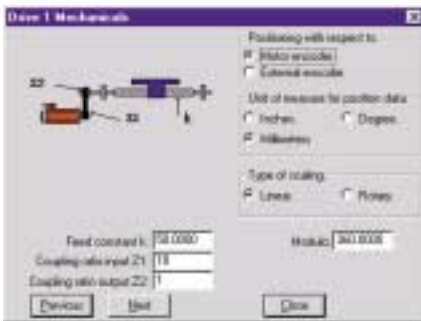 Drive 1 Mechanicals
Positioning with respect to:
Motor encoder
External encoder
Unit of measure for position data
Inches
Degrees
Millimeters
Type of scaling
Linear
Rotary
Z2
Z1
k
Feed constant k:
50.0000
Modulo:
360.0000
Coupling ratio input Z1:
10
Coupling ratio output Z2:
1
Previous
Next
Close